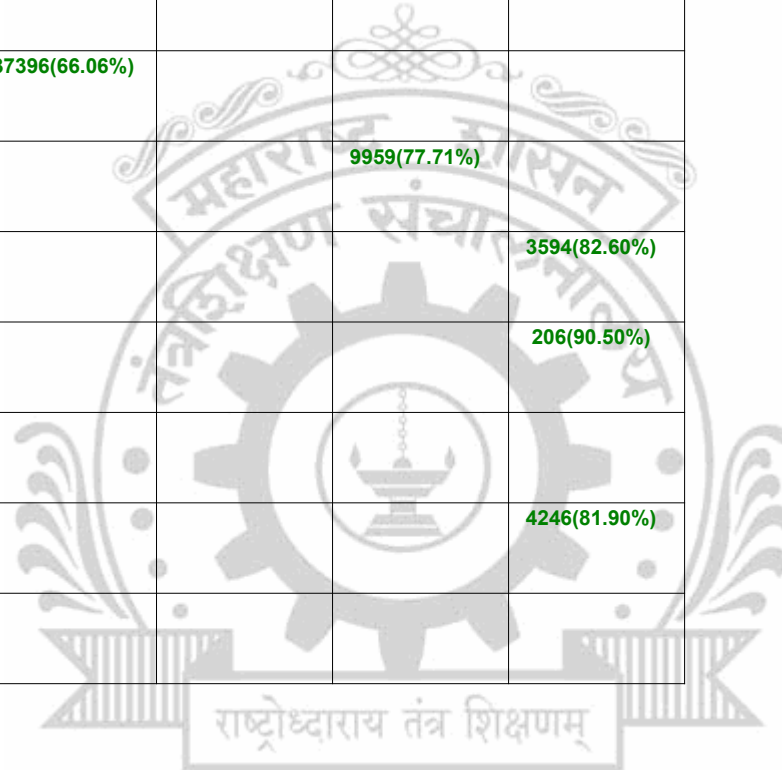 37396(66.06%)
महाराष्ट्र शासन
9959(77.71%)
तंत्रशिक्षण संचालनालय
3594(82.60%)
206(90.50%)
4246(81.90%)
राष्ट्रोध्दाराय तंत्र शिक्षणम्